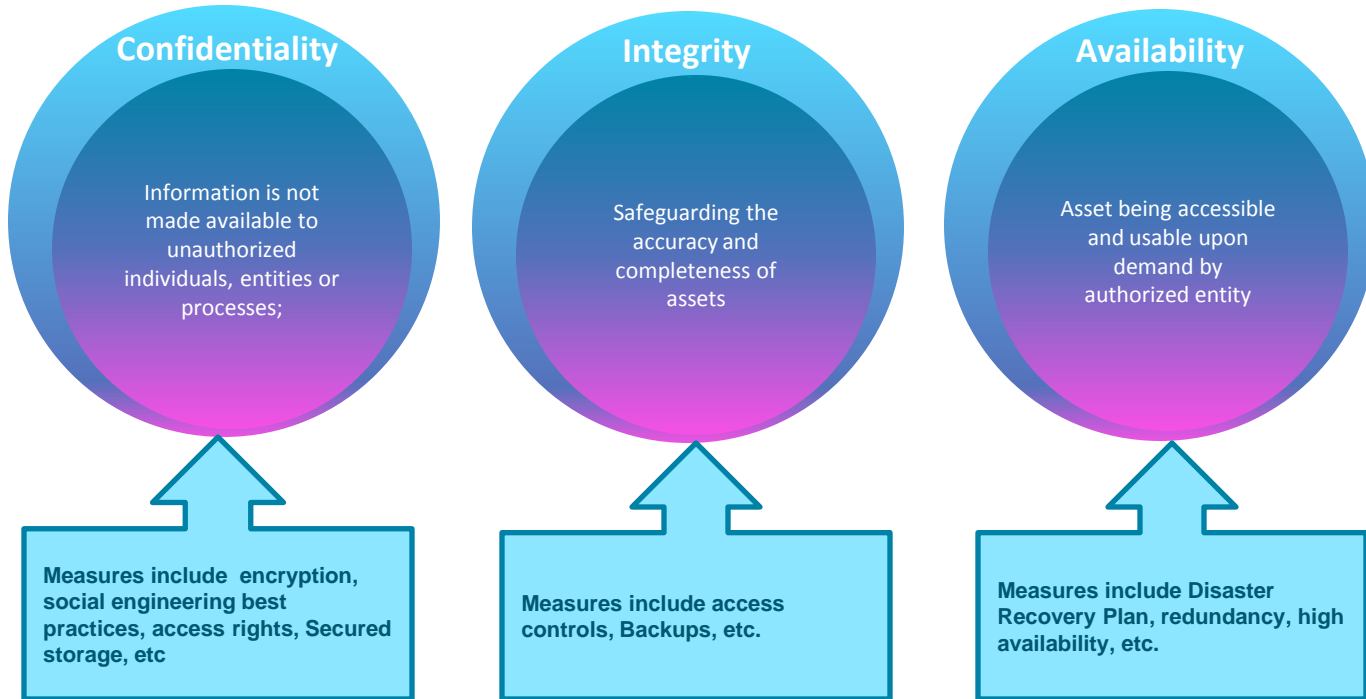 Confidentiality
Information is not
made available to
unauthorized
individuals, entities or
processes;
Measures include  encryption,
social engineering best
practices, access rights, Secured
storage, etc
Integrity
Safeguarding the
accuracy and
completeness of
assets
Measures include access
controls, Backups, etc.
Availability
Asset being accessible
and usable upon
demand by
authorized entity
Measures include Disaster
Recovery Plan, redundancy, high
availability, etc.